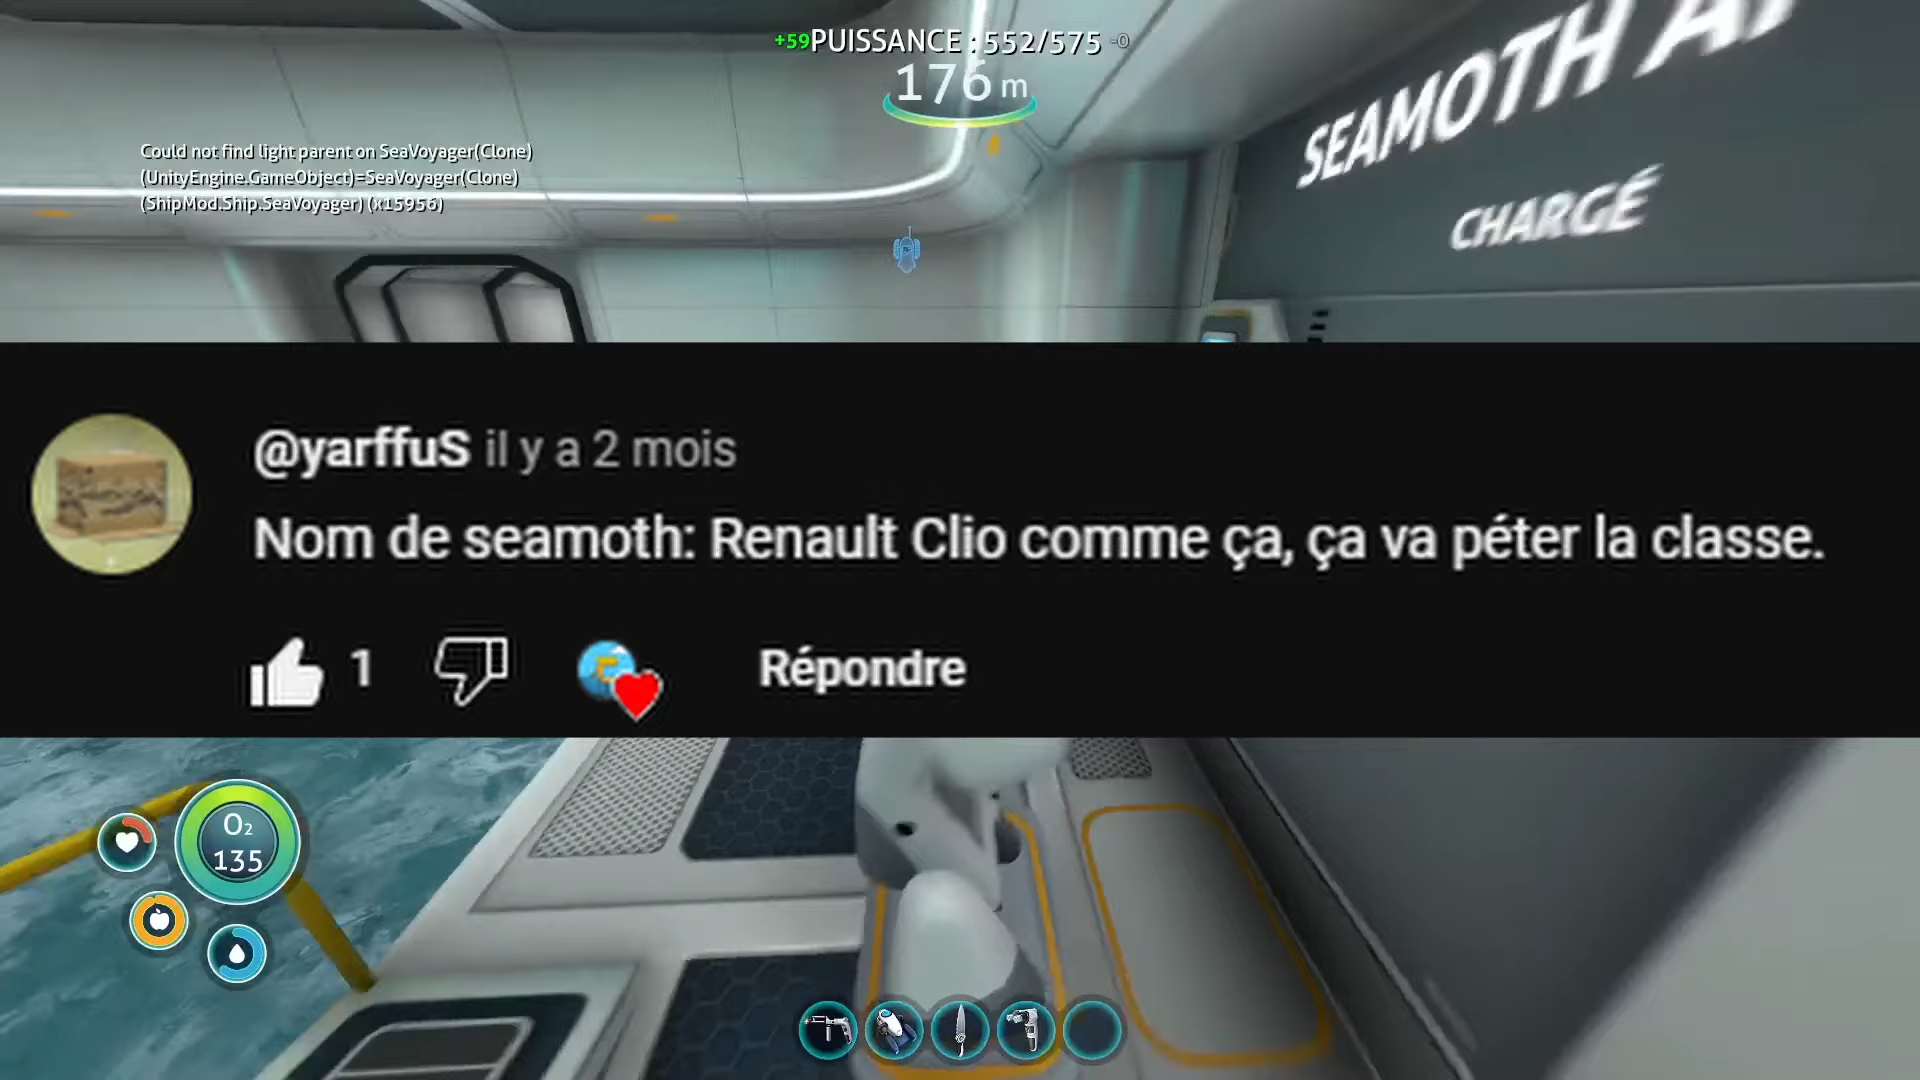 +59PUISSANCE : 552/575 -0
176 m
SEAMOTH
CHARGÉ
Could not find light parent on SeaVoyager(Clone)
(UnityEngine.GameObject)=SeaVoyager(Clone)
(ShipMod.Ship.SeaVoyager) (x15956)
@yarffuS il y a 2 mois
Nom de seamoth: Renault Clio comme ça, ça va péter la classe.
1
Répondre
O₂
135